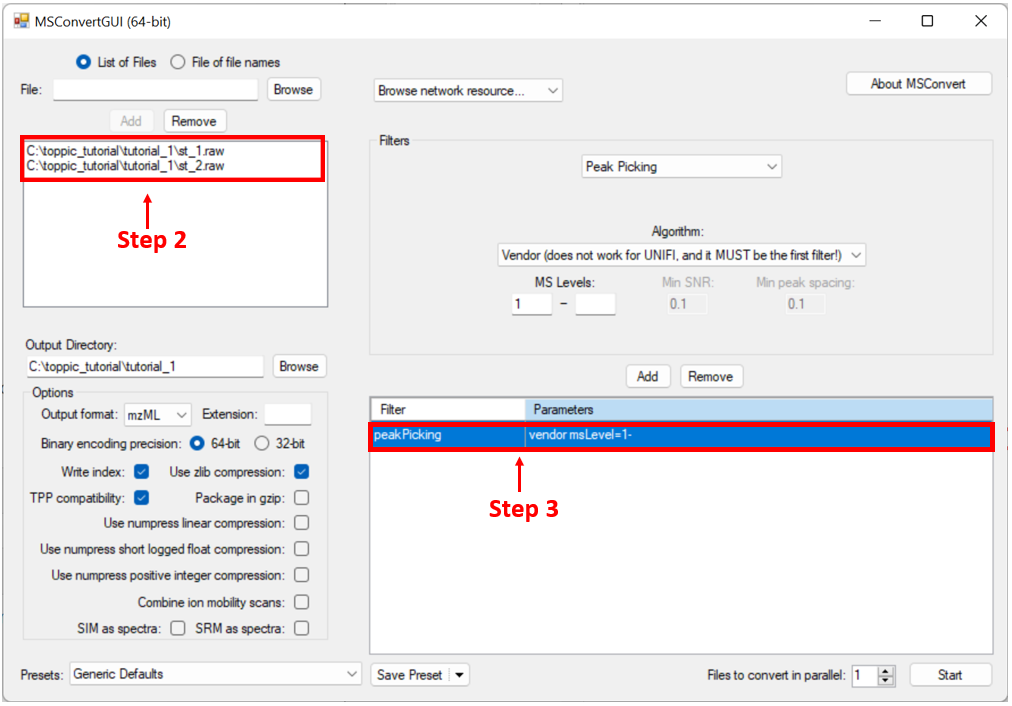 MSConvertGUI (64-bit)
List of Files File of file names
File: Browse
Browse network resource...
About MSConvert
Add Remove
C:\toppic_tutorial\tutorial_1\st_1.raw
C:\toppic_tutorial\tutorial_1\st_2.raw
Step 2
Filters
Peak Picking
Algorithm:
Vendor (does not work for UNIFI, and it MUST be the first filter!)
MS Levels: Min SNR: Min peak spacing:
1 – 0.1 0.1
Output Directory:
C:\toppic_tutorial\tutorial_1 Browse
Add Remove
Options
Output format: mzML Extension:
Binary encoding precision: 64-bit 32-bit
Write index: Use zlib compression:
TPP compatibility: Package in gzip:
Use numpress linear compression:
Use numpress short logged float compression:
Use numpress positive integer compression:
Combine ion mobility scans:
SIM as spectra: SRM as spectra:
Filter Parameters
peakPicking vendor msLevel=1-
Step 3
Presets: Generic Defaults Save Preset
Files to convert in parallel: 1 Start